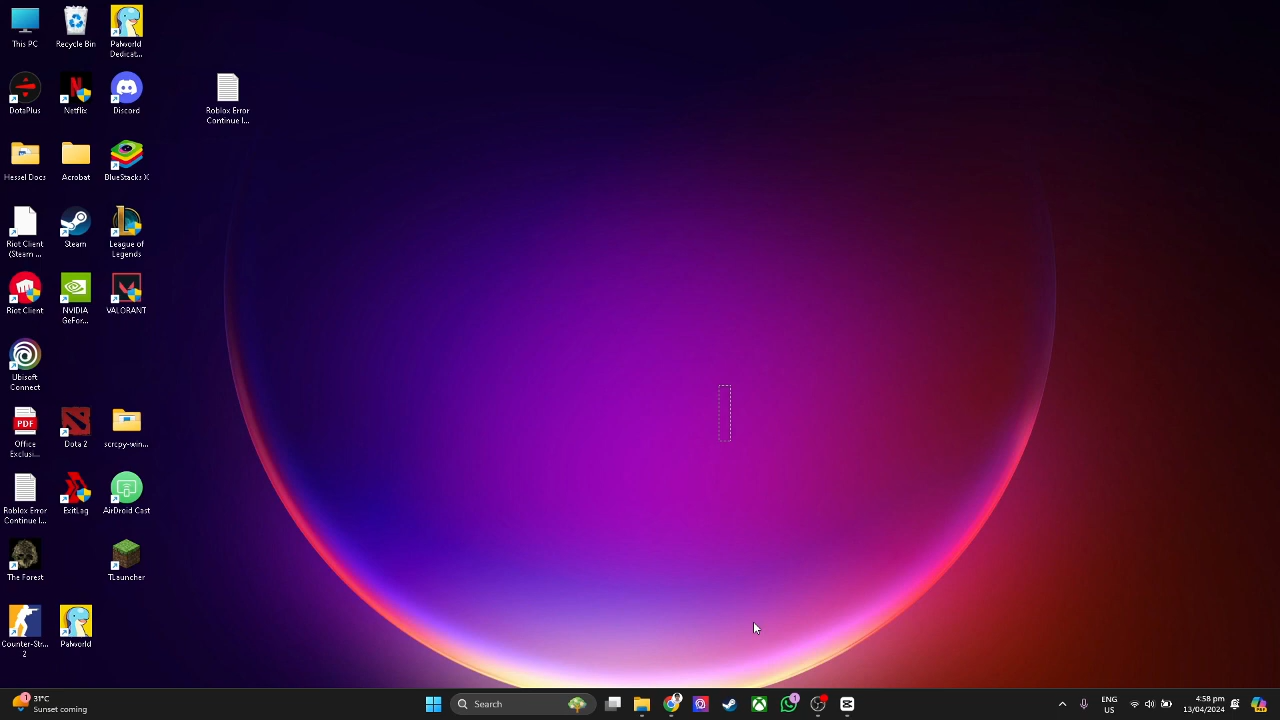 This PC
Recycle Bin
Palworld
Dedicat...
DotaPlus
Netflix
Discord
Roblox Error
Continue I...
Hessel Docs
Acrobat
BlueStacks X
Riot Client
(Steam ...
Steam
League of
Legends
Riot Client
NVIDIA
GeFor...
VALORANT
Ubisoft
Connect
PDF
Office
Exclusi...
Dota 2
scrcpy-win...
Roblox Error
Continue I...
ExitLag
AirDroid Cast
The Forest
TLauncher
Counter-Str...
2
Palworld
1
31°C
Sunset coming
Search
1
ENG
US
4:58 pm
13/04/2024